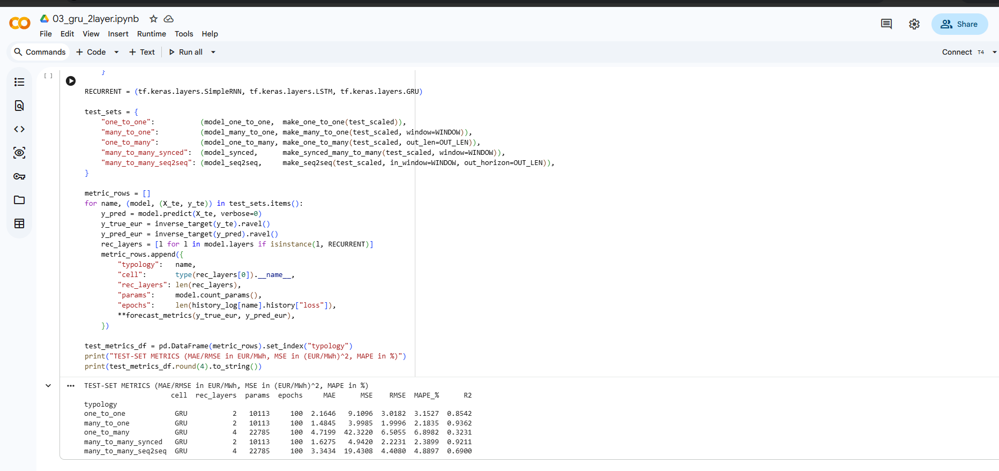 03_gru_2layer.ipynb
File Edit View Insert Runtime Tools Help
Share
Commands + Code + Text Run all
Connect T4
[ ]
}
RECURRENT = (tf.keras.layers.SimpleRNN, tf.keras.layers.LSTM, tf.keras.layers.GRU)
test_sets = {
"one_to_one": (model_one_to_one, make_one_to_one(test_scaled)),
"many_to_one": (model_many_to_one, make_many_to_one(test_scaled, window=WINDOW)),
"one_to_many": (model_one_to_many, make_one_to_many(test_scaled, out_len=OUT_LEN)),
"many_to_many_synced": (model_synced, make_synced_many_to_many(test_scaled, window=WINDOW)),
"many_to_many_seq2seq": (model_seq2seq, make_seq2seq(test_scaled, in_window=WINDOW, out_horizon=OUT_LEN)),
}
metric_rows = []
for name, (model, (X_te, y_te)) in test_sets.items():
y_pred = model.predict(X_te, verbose=0)
y_true_eur = inverse_target(y_te).ravel()
y_pred_eur = inverse_target(y_pred).ravel()
rec_layers = [l for l in model.layers if isinstance(l, RECURRENT)]
metric_rows.append({
"typology": name,
"cell": type(rec_layers[0]).__name__,
"rec_layers": len(rec_layers),
"params": model.count_params(),
"epochs": len(history_log[name].history["loss"]),
**forecast_metrics(y_true_eur, y_pred_eur),
})
test_metrics_df = pd.DataFrame(metric_rows).set_index("typology")
print("TEST-SET METRICS (MAE/RMSE in EUR/MWh, MSE in (EUR/MWh)^2, MAPE in %)")
print(test_metrics_df.round(4).to_string())
TEST-SET METRICS (MAE/RMSE in EUR/MWh, MSE in (EUR/MWh)^2, MAPE in %)
cell rec_layers params epochs MAE MSE RMSE MAPE_% R2
typology
one_to_one GRU 2 10113 100 2.1646 9.1096 3.0182 3.1527 0.8542
many_to_one GRU 2 10113 100 1.4845 3.9985 1.9996 2.1835 0.9362
one_to_many GRU 4 22785 100 4.7199 42.3220 6.5055 6.8982 0.3231
many_to_many_synced GRU 2 10113 100 1.6275 4.9420 2.2231 2.3899 0.9211
many_to_many_seq2seq GRU 4 22785 100 3.3434 19.4308 4.4080 4.8897 0.6900